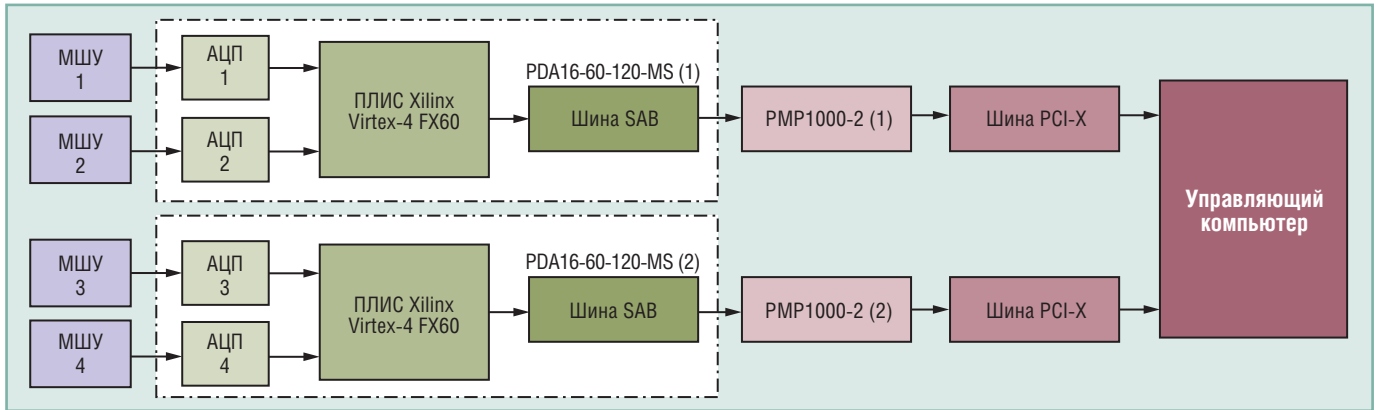 МШУ
1
АЦП
1
ПЛИС Xilinx
Virtex-4 FX60
PDA16-60-120-MS (1)
Шина SAB
PMP1000-2 (1)
Шина PCI-X
МШУ
2
АЦП
2
Управляющий
компьютер
МШУ
3
АЦП
3
ПЛИС Xilinx
Virtex-4 FX60
PDA16-60-120-MS (2)
Шина SAB
PMP1000-2 (2)
Шина PCI-X
МШУ
4
АЦП
4